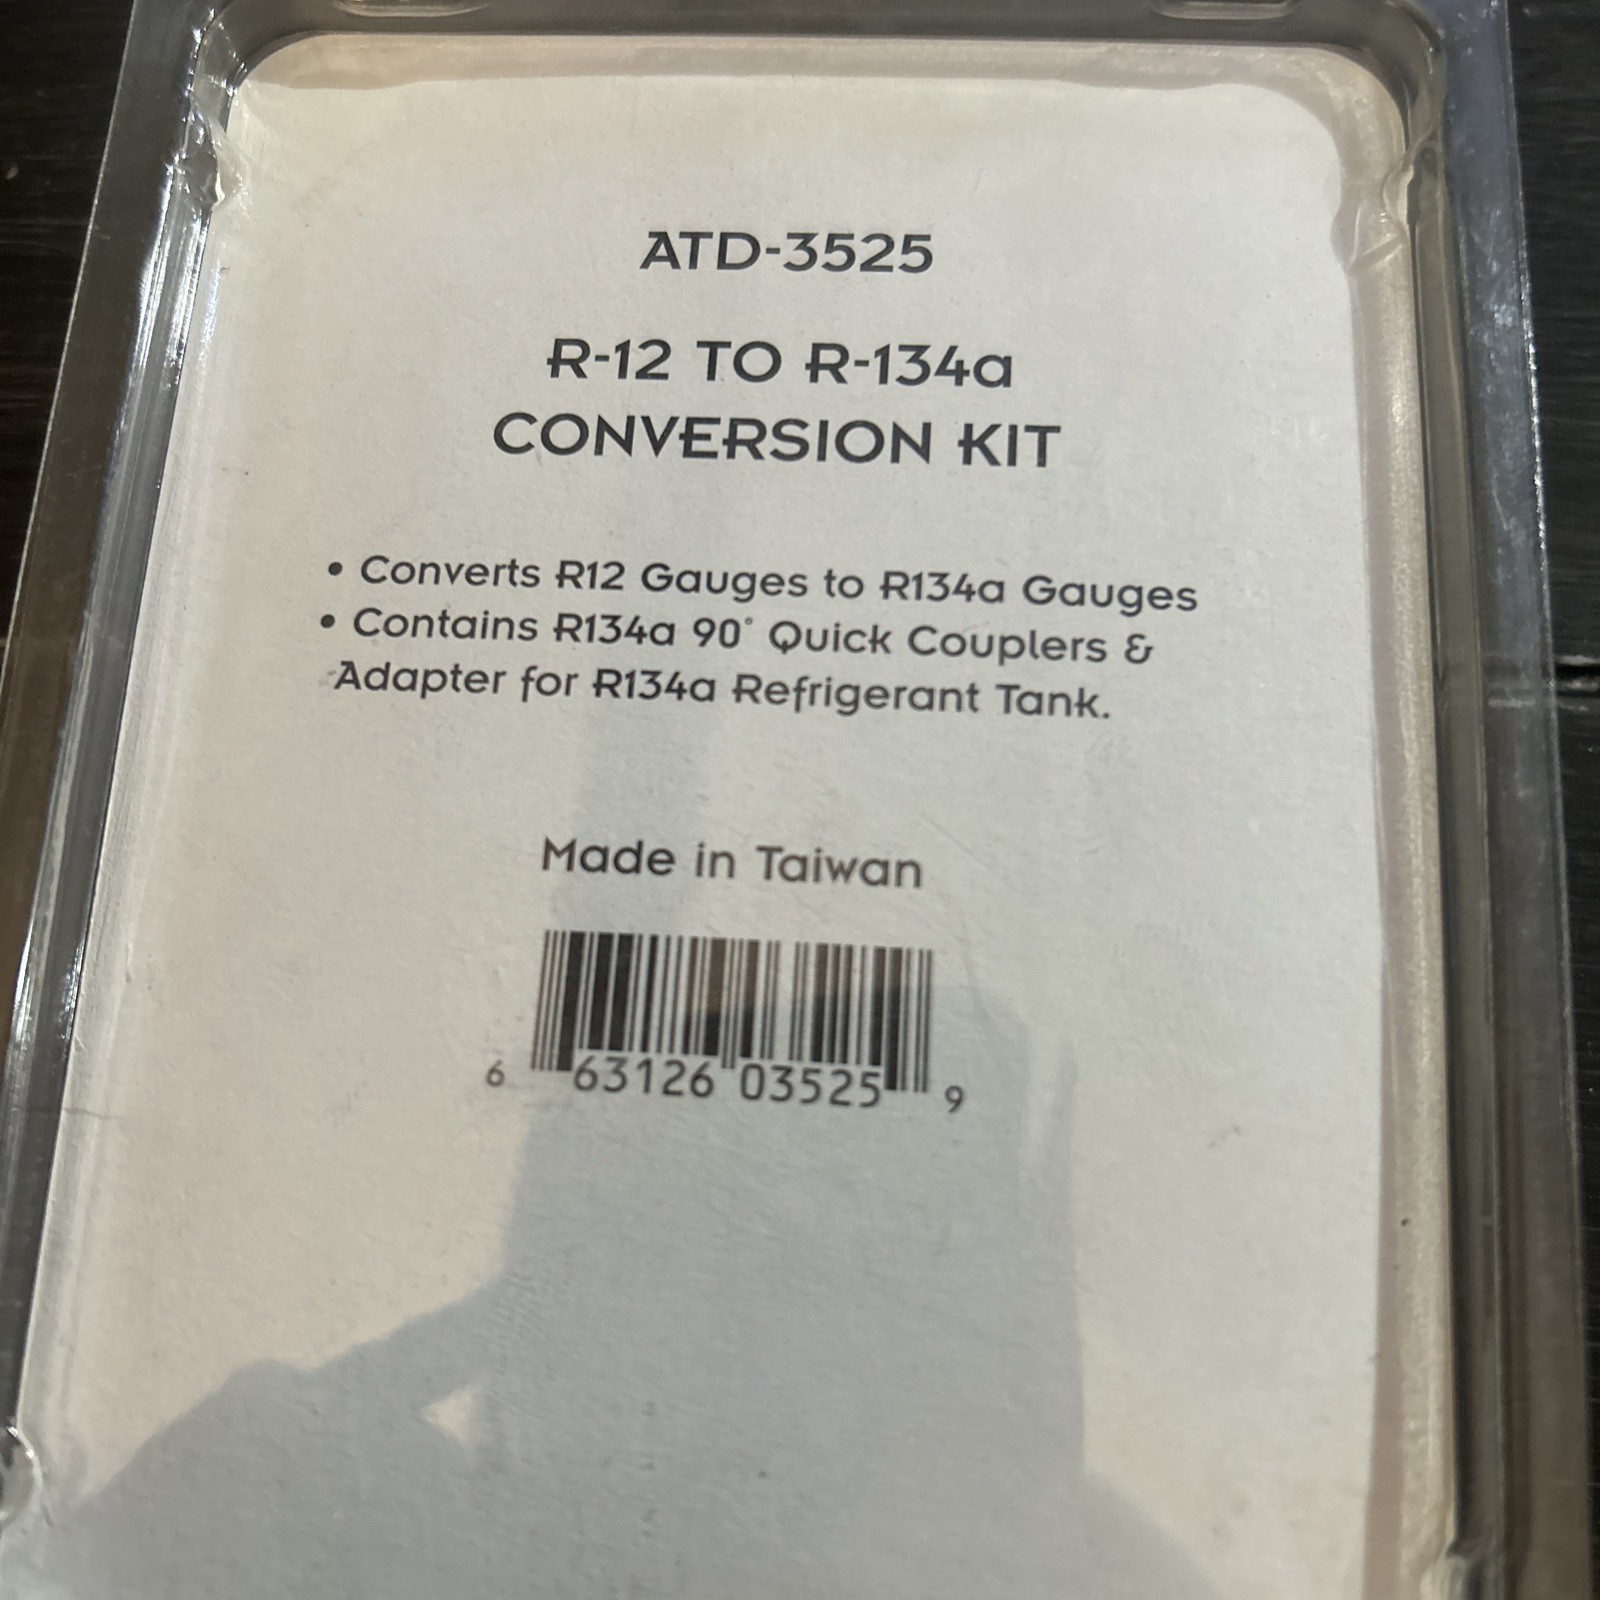 ATD-3525
R-12 TO R-134a
CONVERSION KIT
• Converts R12 Gauges to R134a Gauges
• Contains R134a 90° Quick Couplers &
Adapter for R134a Refrigerant Tank.
Made in Taiwan
6 63126 03525 9